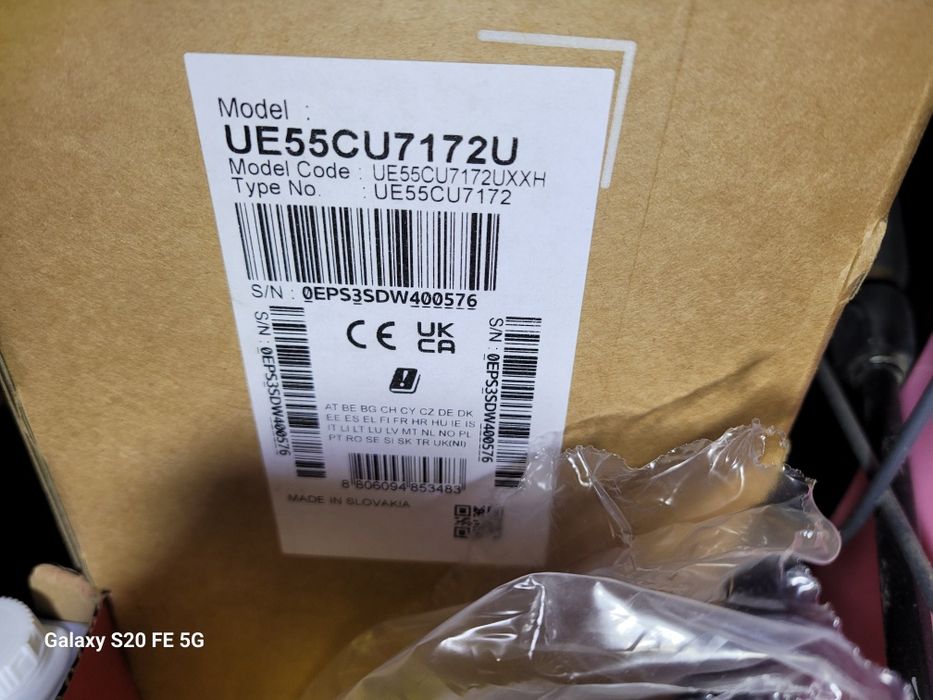 Model :
UE55CU7172U
Model Code : UE55CU7172UXXH
Type No. : UE55CU7172
S/N : 0EPS3SDW400576
S/N : 0EPS3SDW400576
CE UK
CA
S/N : 0EPS3SDW400576
AT BE BG CH CY CZ DE DK
EE ES EL FI FR HR HU IE IS
IT LI LT LU LV MT NL NO PL
PT RO SE SI SK TR UK(NI)
8 806094 853483
MADE IN SLOVAKIA
Galaxy S20 FE 5G